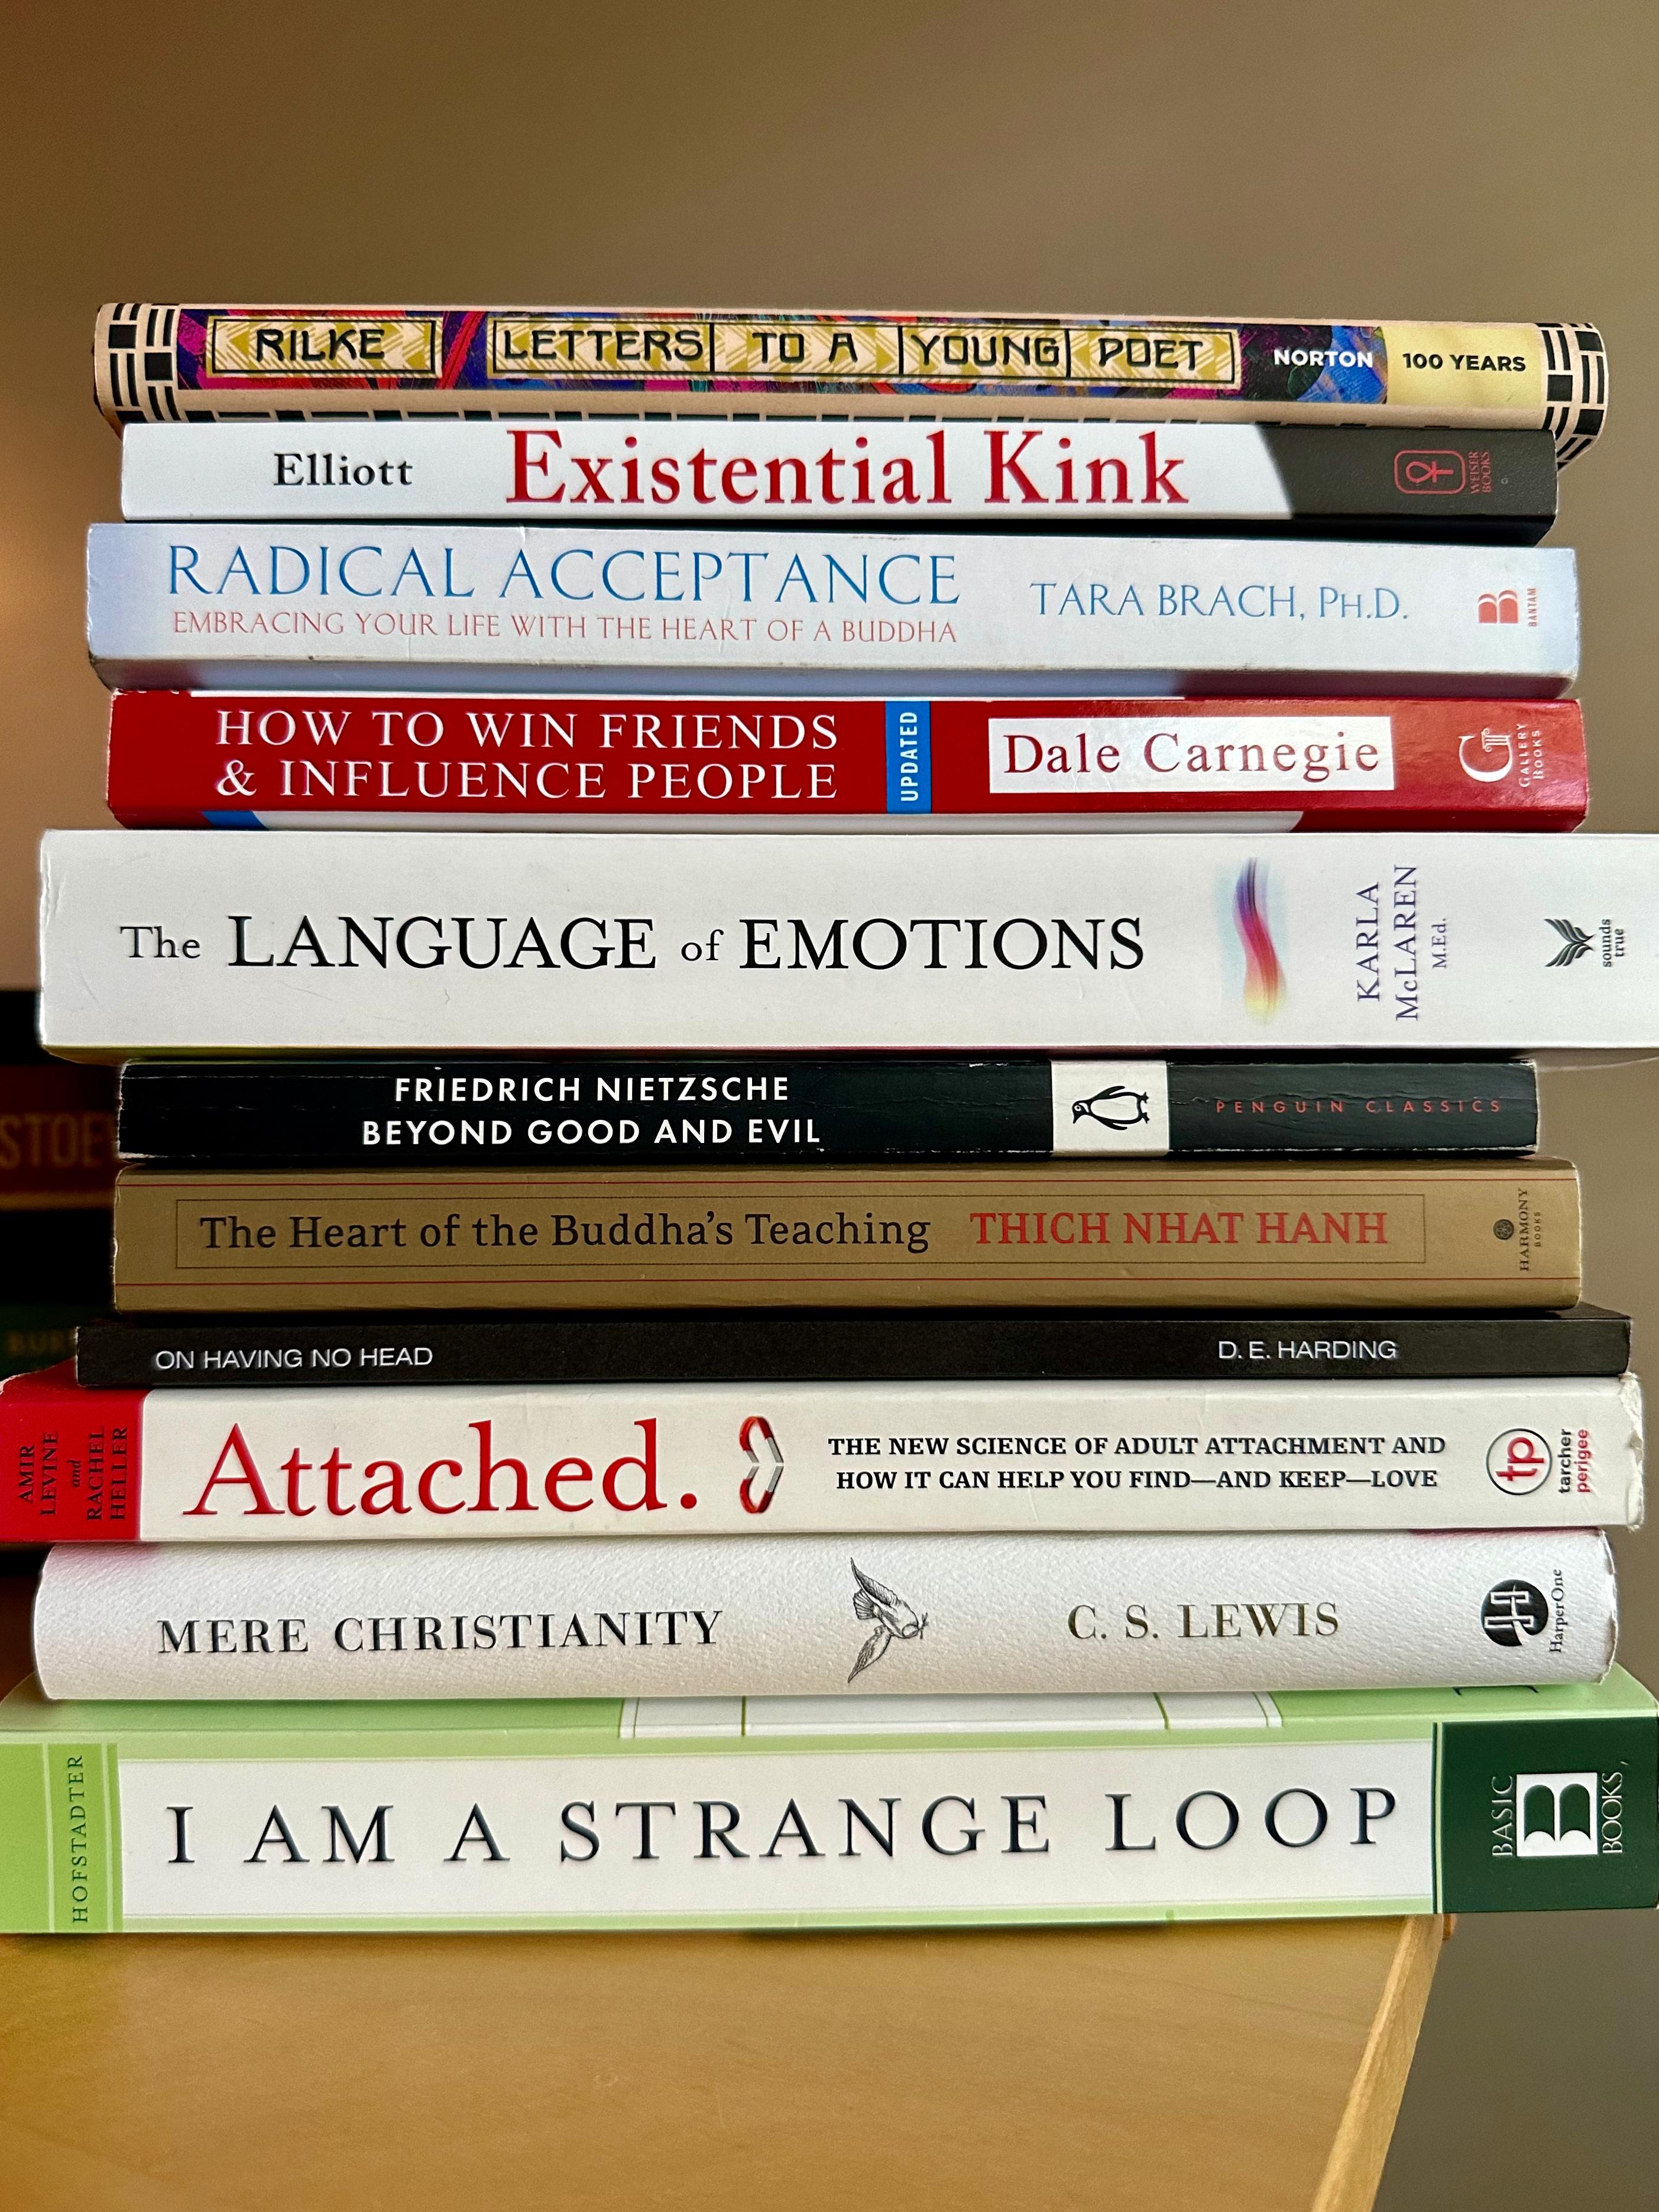 RILKE LETTERS TO A YOUNG POET NORTON 100 YEARS
Elliott Existential Kink WEISER BOOKS
RADICAL ACCEPTANCE TARA BRACH, PH.D. BANTAM
EMBRACING YOUR LIFE WITH THE HEART OF A BUDDHA
HOW TO WIN FRIENDS
& INFLUENCE PEOPLE
UPDATED
Dale Carnegie
G
GALLERY
BOOKS
The LANGUAGE of EMOTIONS
KARLA
McLAREN
M.Ed.
sounds
true
FRIEDRICH NIETZSCHE
BEYOND GOOD AND EVIL
PENGUIN CLASSICS
The Heart of the Buddha's Teaching THICH NHAT HANH
HARMONY
BOOKS
ON HAVING NO HEAD D. E. HARDING
AMIR
LEVINE
and
RACHEL
HELLER
Attached.
THE NEW SCIENCE OF ADULT ATTACHMENT AND
HOW IT CAN HELP YOU FIND—AND KEEP—LOVE
tp
tarcher
perigee
MERE CHRISTIANITY C. S. LEWIS
HarperOne
HOFSTADTER
I AM A STRANGE LOOP
BASIC
B
BOOKS